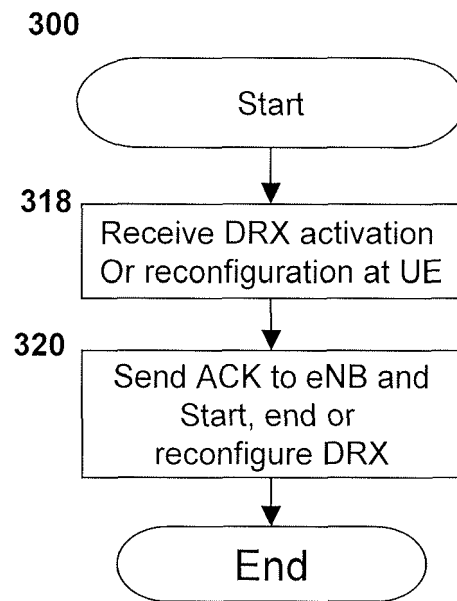 300
Start
318
Receive DRX activation
Or reconfiguration at UE
320
Send ACK to eNB and
Start, end or
reconfigure DRX
End